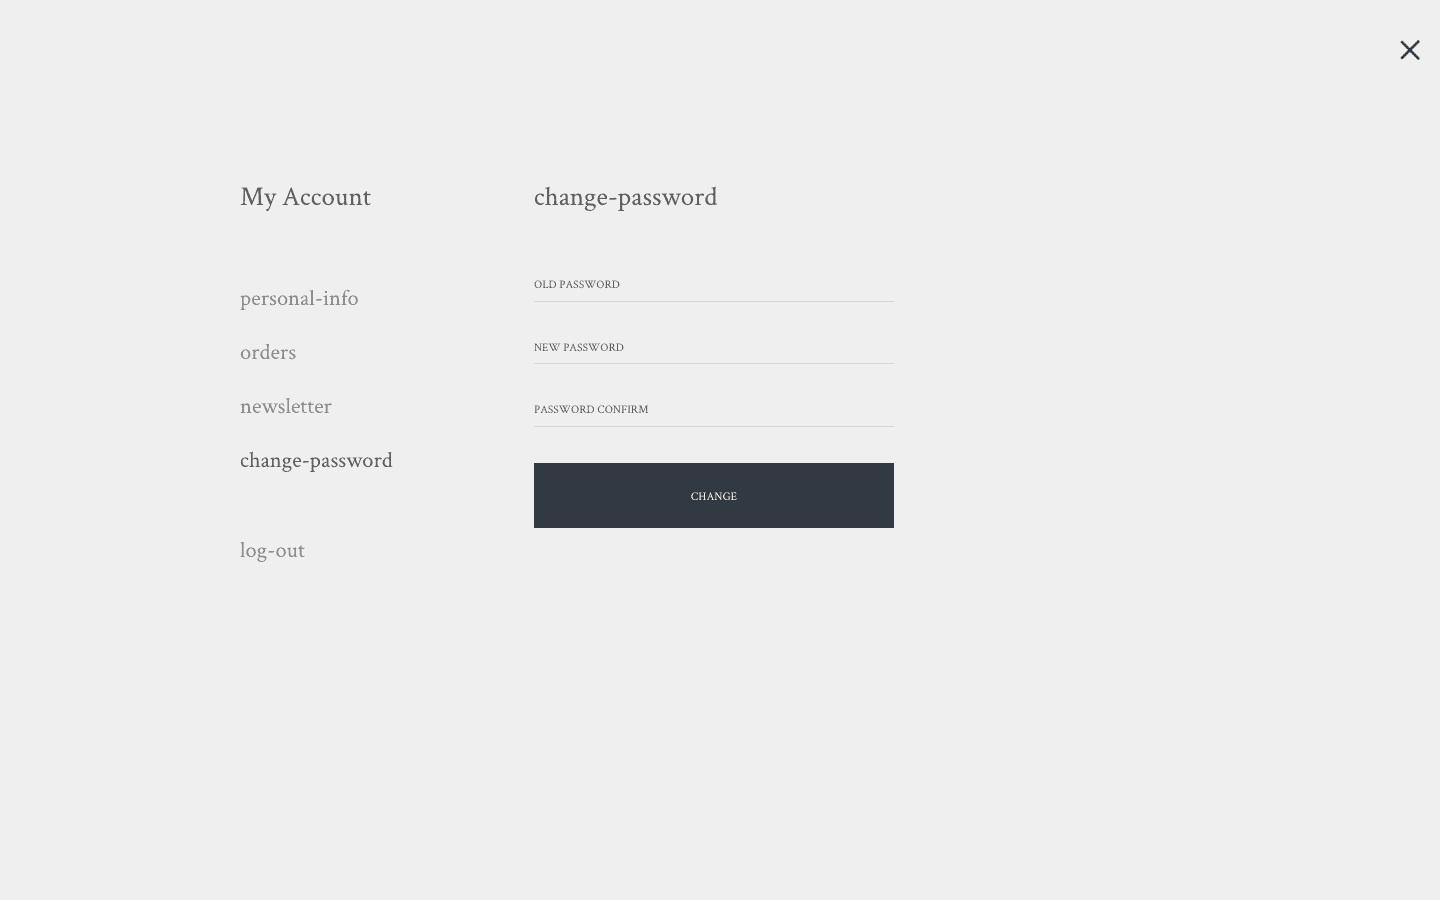 My Account
personal-info
orders
newsletter
change-password
log-out
change-password
OLD PASSWORD
NEW PASSWORD
PASSWORD CONFIRM
CHANGE